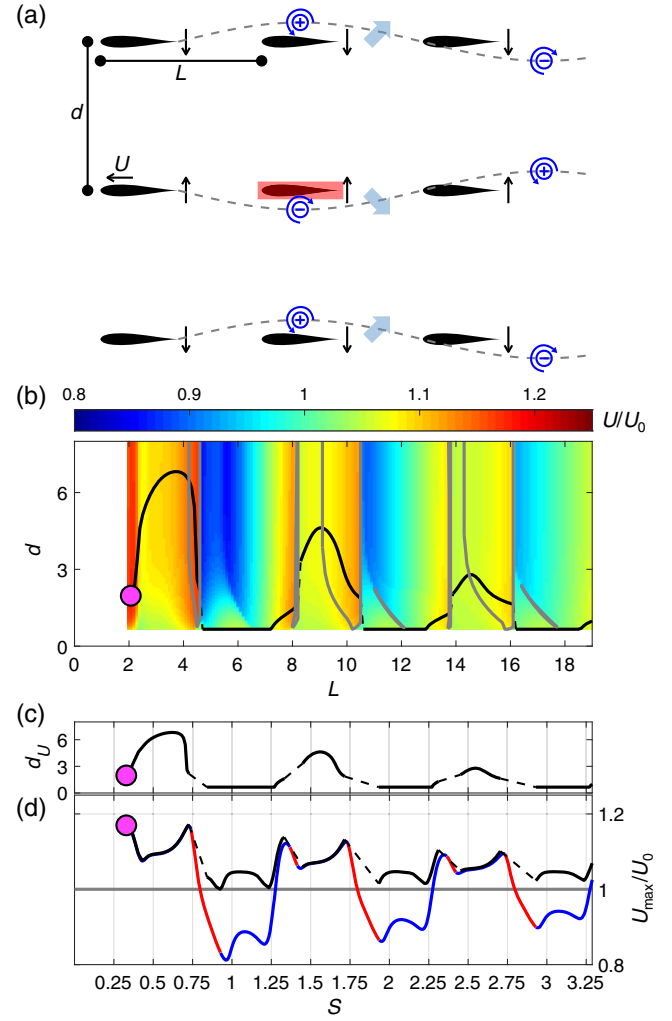 (a)
+
L
−
d
U
+
−
+
−
(b)
0.8 0.9 1 1.1 1.2
U/U0
6
d
3
0
0 2 4 6 8 10 12 14 16 18
L
(c)
6
dU
3
0
(d)
1.2
1
Umax/U0
0.8
0.25 0.5 0.75 1 1.25 1.5 1.75 2 2.25 2.5 2.75 3 3.25
S